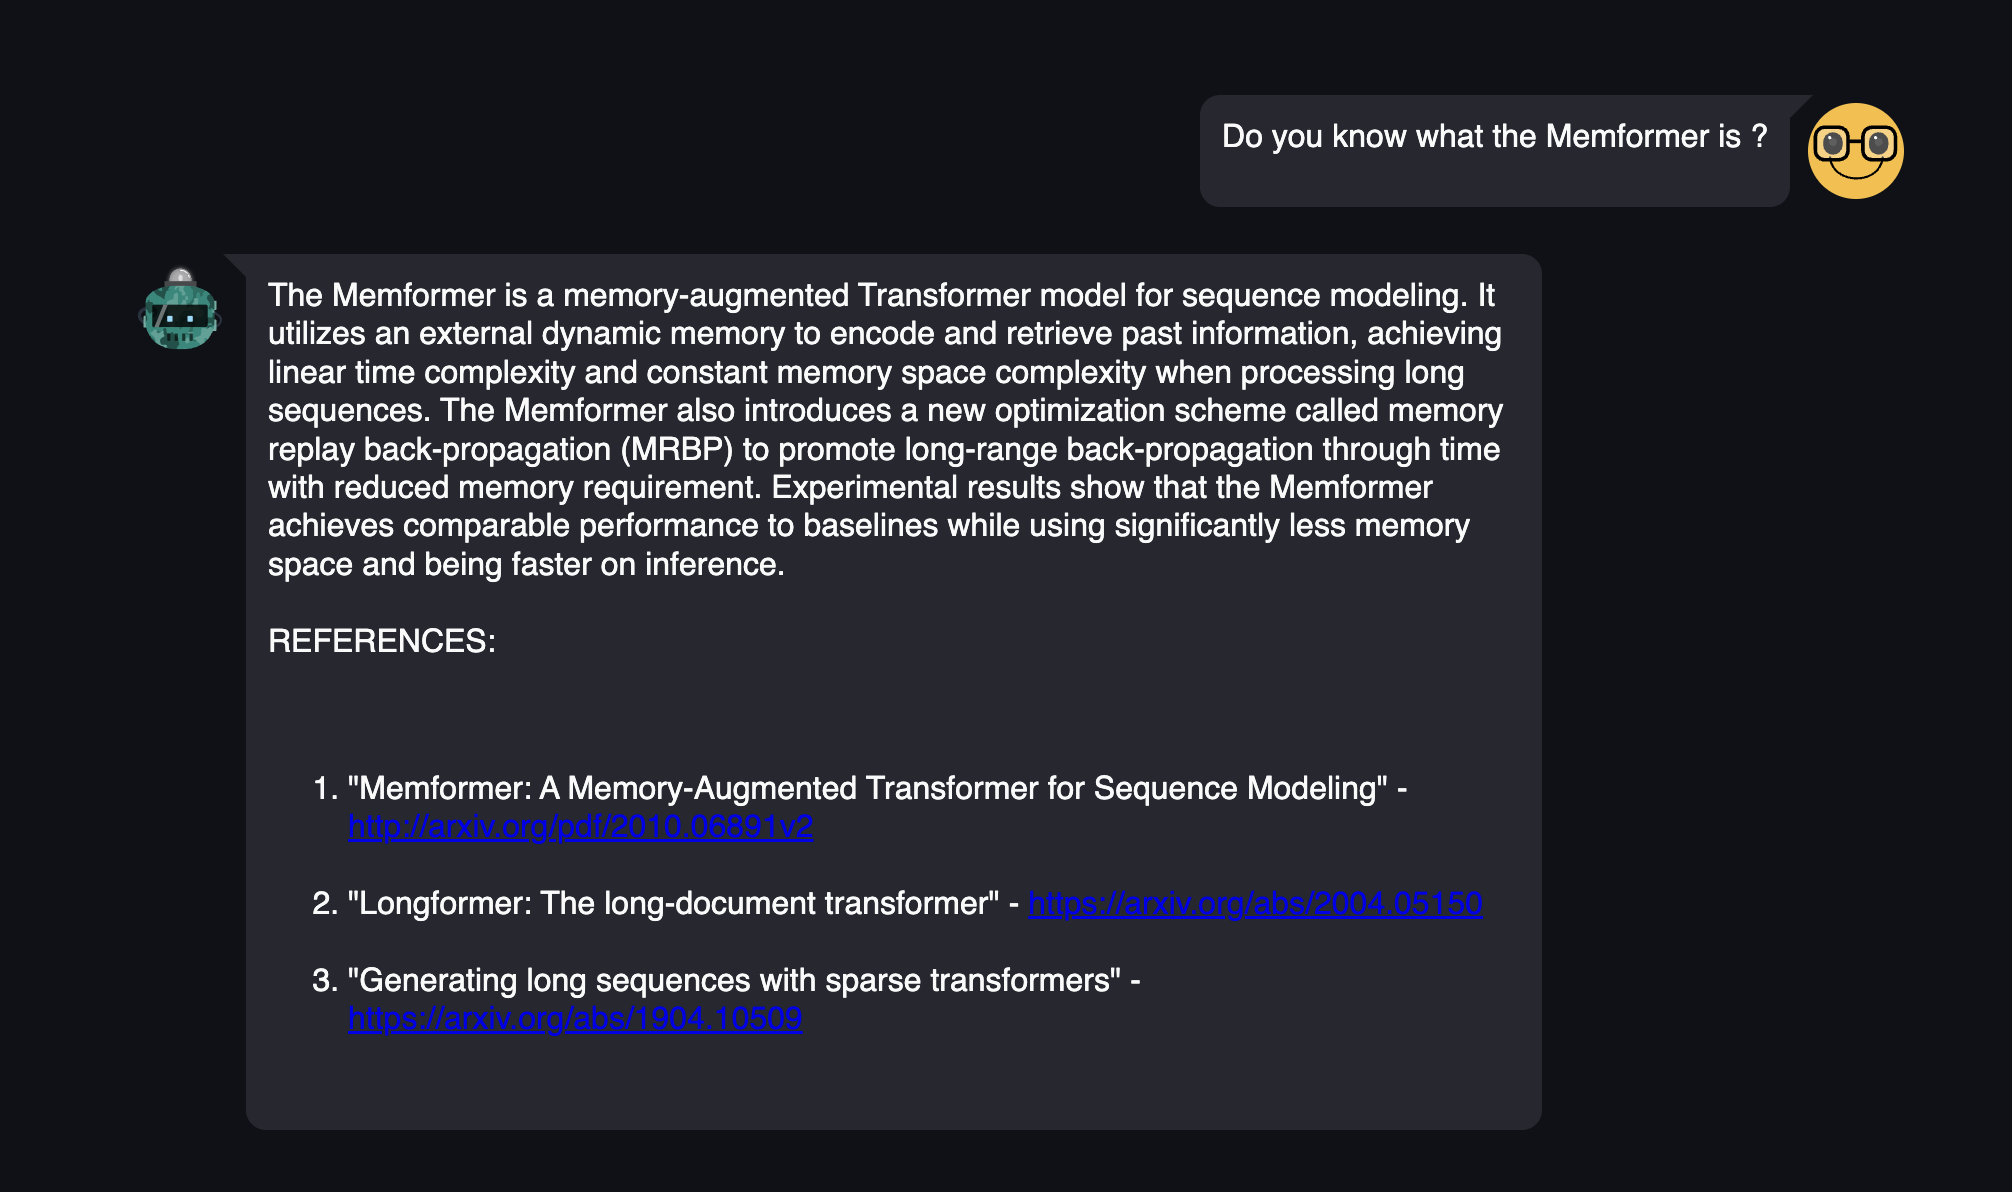 Do you know what the Memformer is ?
The Memformer is a memory-augmented Transformer model for sequence modeling. It
utilizes an external dynamic memory to encode and retrieve past information, achieving
linear time complexity and constant memory space complexity when processing long
sequences. The Memformer also introduces a new optimization scheme called memory
replay back-propagation (MRBP) to promote long-range back-propagation through time
with reduced memory requirement. Experimental results show that the Memformer
achieves comparable performance to baselines while using significantly less memory
space and being faster on inference.
REFERENCES:
1. "Memformer: A Memory-Augmented Transformer for Sequence Modeling" -
http://arxiv.org/pdf/2010.06891v2
2. "Longformer: The long-document transformer" - https://arxiv.org/abs/2004.05150
3. "Generating long sequences with sparse transformers" -
https://arxiv.org/abs/1904.10509